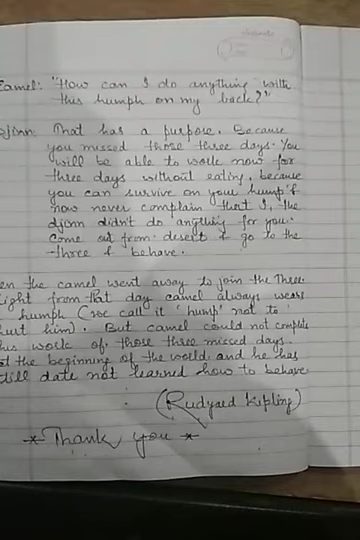 Camel: "How can I do anything with
this humph on my back?"
Djinn: That has a purpose. Because
you missed those three days. You
will be able to work now for
three days without eating, because
you can survive on your hump &
now never complain that I, the
djinn didn't do anything for you.
Come out from desert & go to the
three & behave.
en the camel went away to join the three.
ight from that day camel always wears
humph (we call it 'hump' not to
hurt him). But camel could not complete
his work of those three missed days.
at the beginning of the world and he has
till date not learned how to behave
(Rudyard Kipling)
* Thank you *